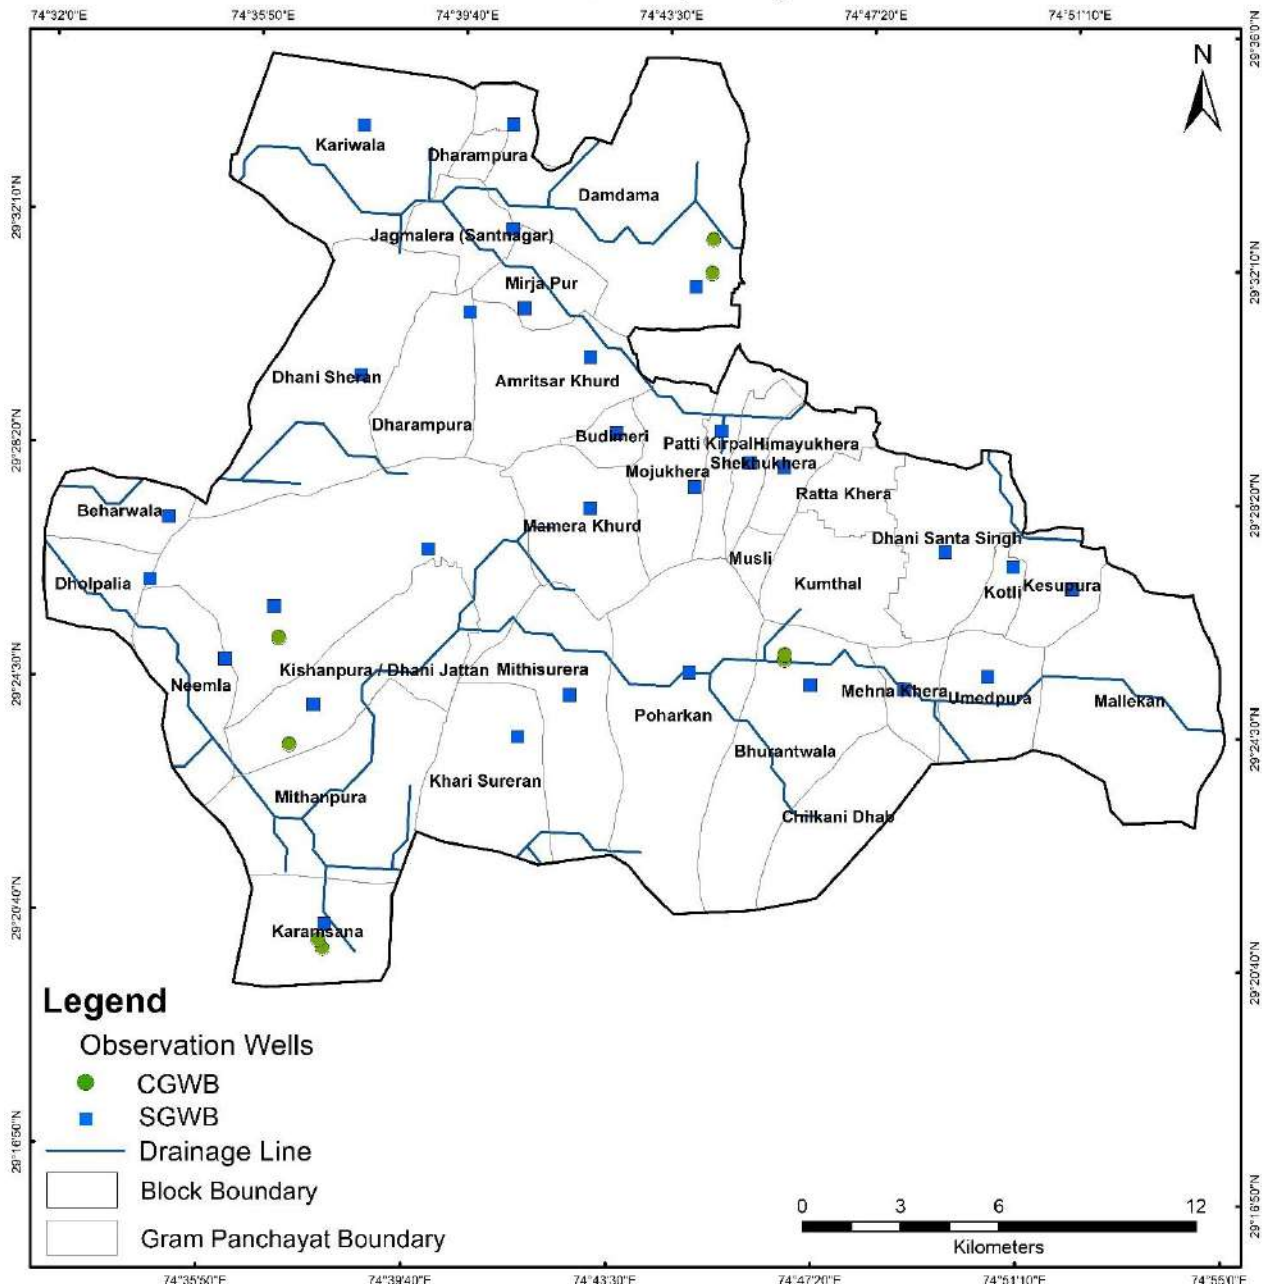 74°32'0"E 74°35'50"E 74°39'40"E 74°43'30"E 74°47'20"E 74°51'10"E
29°36'0"N
N
Kariwala
Dharampura
Damdama
29°32'10"N
Jagmalera (Santnagar)
29°32'10"N
Mirja Pur
Dhani Sheran
Amritsar Khurd
Dharampura
29°28'20"N
Budimeri
Patti Kirpal
Himayukhera
Shekhukhera
Mojukhera
Ratta Khera
29°28'20"N
Beharwala
Mamera Khurd
Dhani Santa Singh
Musli
Dholpalia
Kumthal
Kotli
Kesupura
29°24'30"N
Kishanpura / Dhani Jattan
Mithisurera
Neemla
Mehna Khera
Umedpura
Mallekan
Poharkan
29°24'30"N
Bhurantwala
Khari Sureran
Mithanpura
Chilkani Dhab
29°20'40"N
Karamsana
29°20'40"N
Legend
Observation Wells
CGWB
SGWB
29°16'50"N
Drainage Line
Block Boundary
29°16'50"N
0 3 6 12
Gram Panchayat Boundary
Kilometers
74°35'50"E 74°39'40"E 74°43'30"E 74°47'20"E 74°51'10"E 74°55'0"E